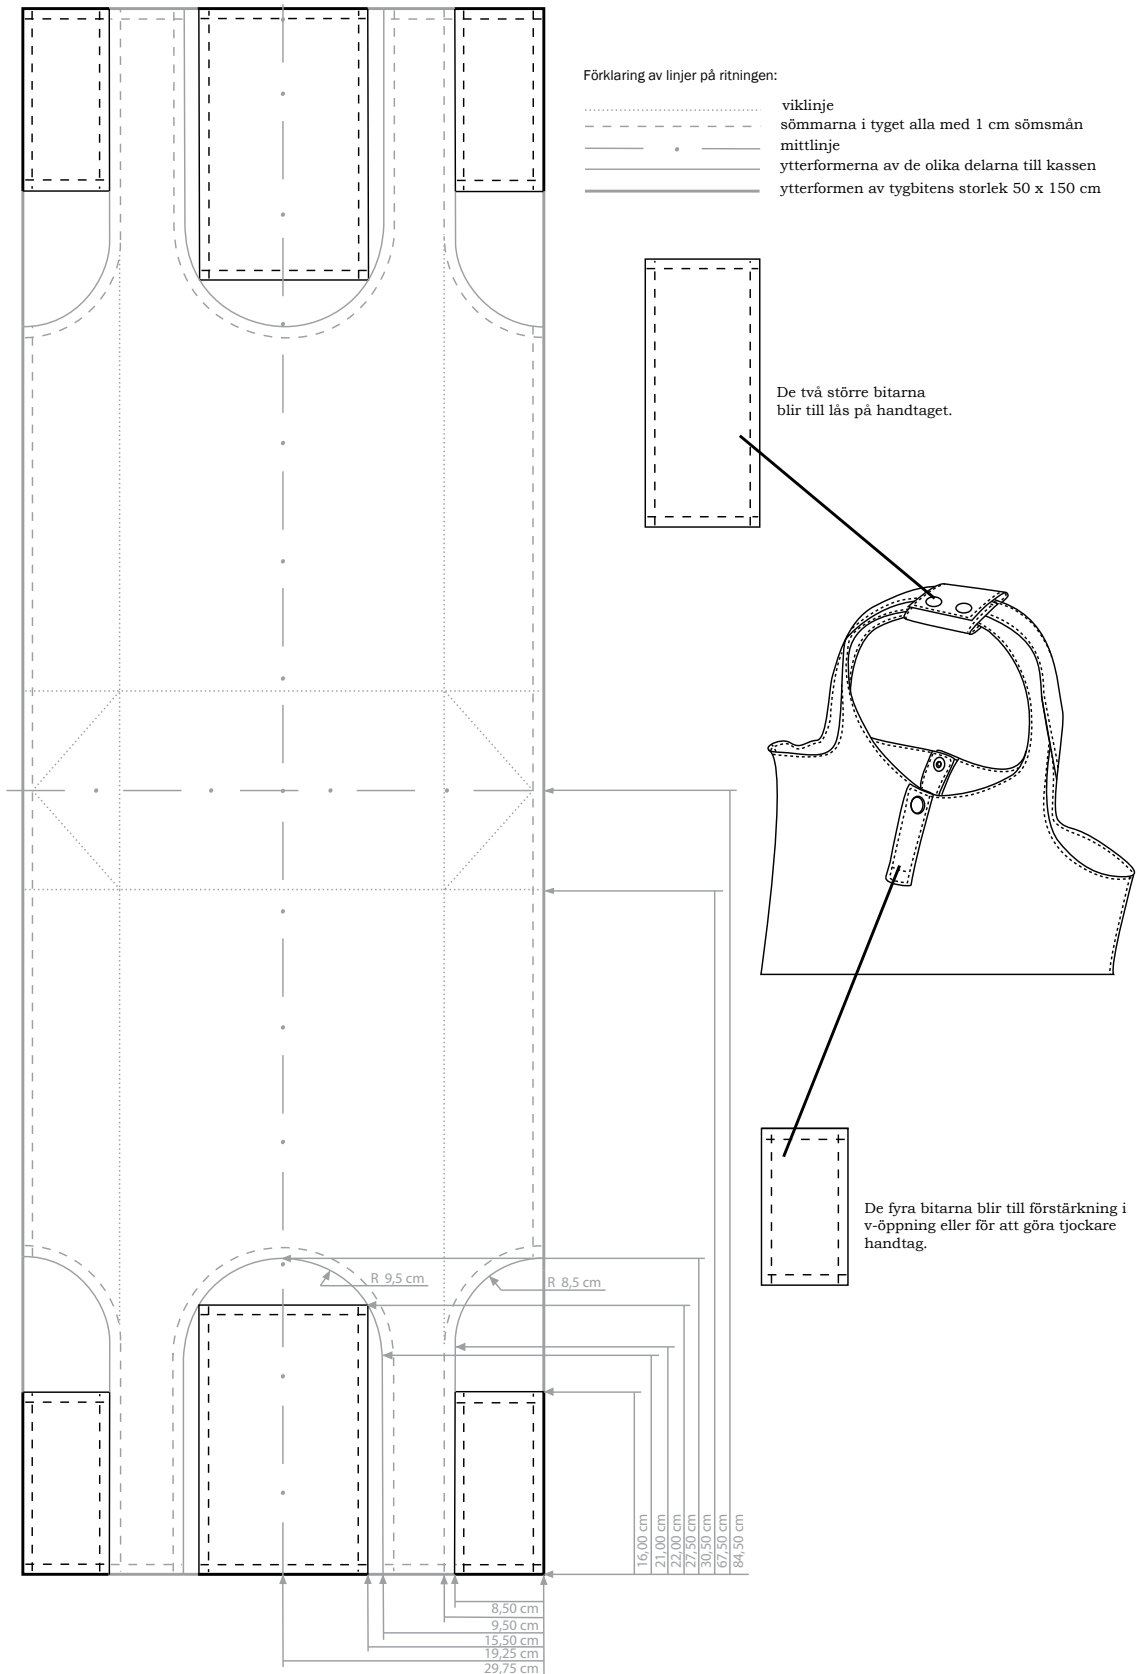 Förklaring av linjer på ritningen:
viklinje
sömmarna i tyget alla med 1 cm sömsmån
mittlinje
ytterformerna av de olika delarna till kassen
ytterformen av tygbitens storlek 50 x 150 cm
De två större bitarna
blir till lås på handtaget.
De fyra bitarna blir till förstärkning i
v-öppning eller för att göra tjockare
handtag.
R 9,5 cm
R 8,5 cm
16,00 cm
21,00 cm
22,00 cm
27,50 cm
30,50 cm
67,50 cm
84,50 cm
8,50 cm
9,50 cm
15,50 cm
19,25 cm
29,75 cm